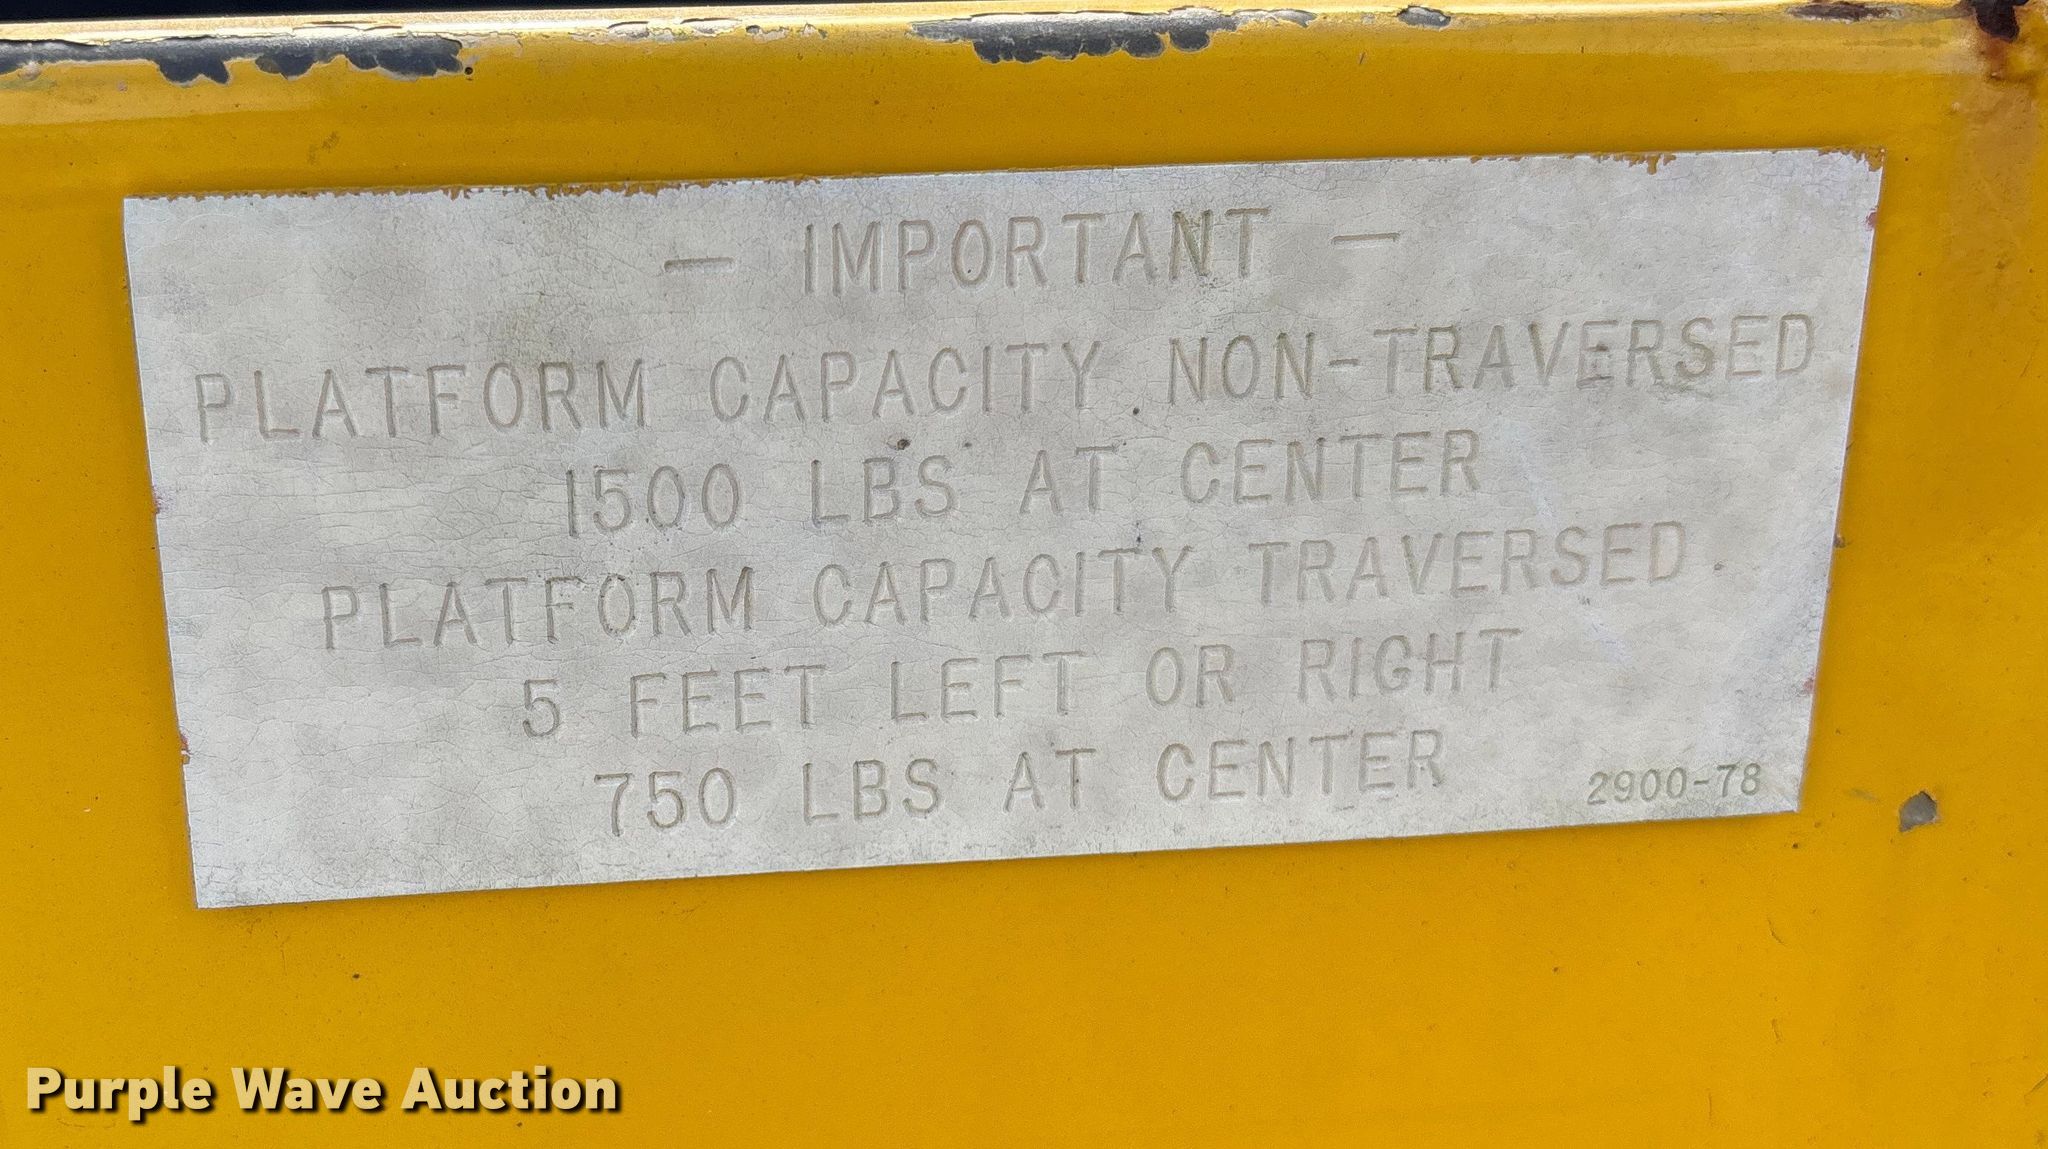 — IMPORTANT —
PLATFORM CAPACITY NON-TRAVERSED
1500 LBS AT CENTER
PLATFORM CAPACITY TRAVERSED
5 FEET LEFT OR RIGHT
750 LBS AT CENTER
2900-78
Purple Wave Auction